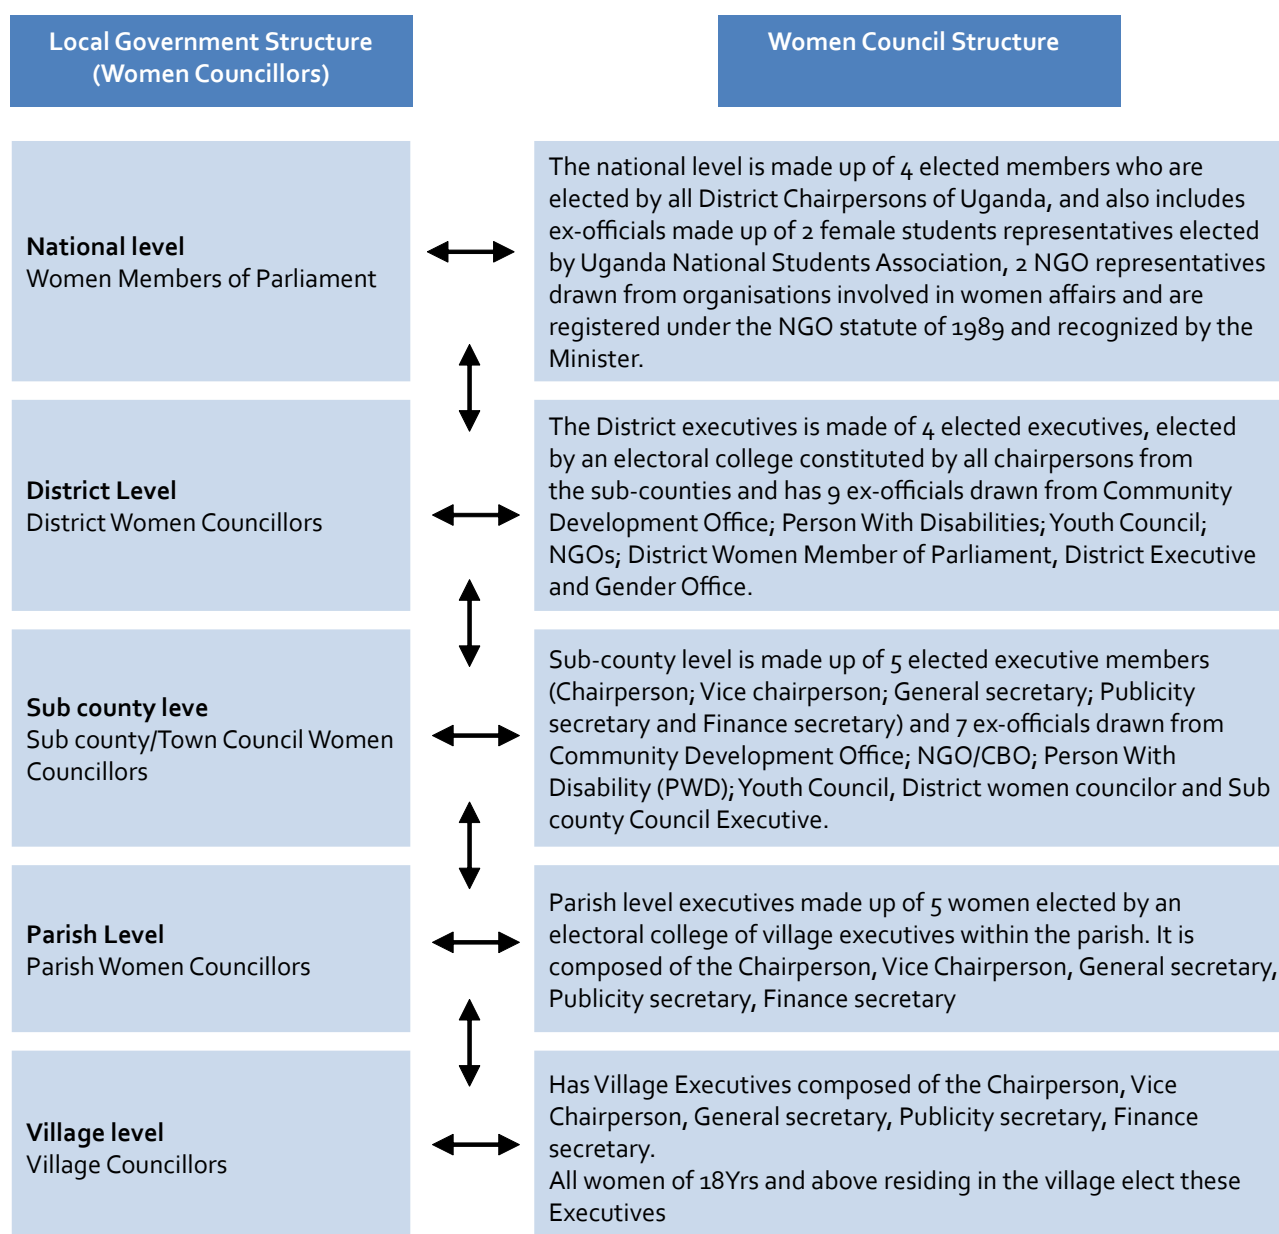 Local Government Structure
(Women Councillors)
Women Council Structure
National level
Women Members of Parliament
The national level is made up of 4 elected members who are
elected by all District Chairpersons of Uganda, and also includes
ex-officials made up of 2 female students representatives elected
by Uganda National Students Association, 2 NGO representatives
drawn from organisations involved in women affairs and are
registered under the NGO statute of 1989 and recognized by the
Minister.
District Level
District Women Councillors
The District executives is made of 4 elected executives, elected
by an electoral college constituted by all chairpersons from
the sub-counties and has 9 ex-officials drawn from Community
Development Office; Person With Disabilities; Youth Council;
NGOs; District Women Member of Parliament, District Executive
and Gender Office.
Sub county leve
Sub county/Town Council Women
Councillors
Sub-county level is made up of 5 elected executive members
(Chairperson; Vice chairperson; General secretary; Publicity
secretary and Finance secretary) and 7 ex-officials drawn from
Community Development Office; NGO/CBO; Person With
Disability (PWD); Youth Council, District women councilor and Sub
county Council Executive.
Parish Level
Parish Women Councillors
Parish level executives made up of 5 women elected by an
electoral college of village executives within the parish. It is
composed of the Chairperson, Vice Chairperson, General secretary,
Publicity secretary, Finance secretary
Village level
Village Councillors
Has Village Executives composed of the Chairperson, Vice
Chairperson, General secretary, Publicity secretary, Finance
secretary.
All women of 18Yrs and above residing in the village elect these
Executives